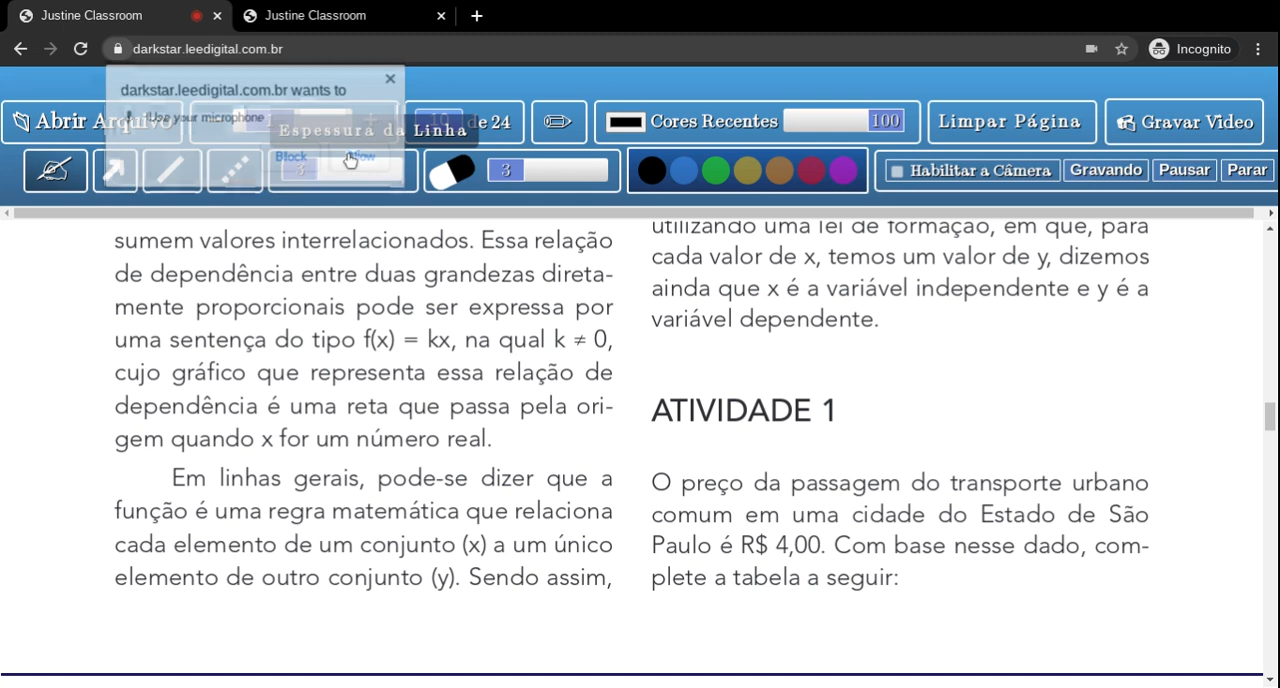 Justine Classroom
Justine Classroom
darkstar.leedigital.com.br
Incognito
darkstar.leedigital.com.br wants to
Use your microphone
Block Allow
Abrir Arquivo
10 de 24
Cores Recentes 100
Limpar Página
Gravar Video
Espessura da Linha
3
3
Habilitar a Câmera
Gravando
Pausar
Parar
sumem valores interrelacionados. Essa relação
de dependência entre duas grandezas direta-
mente proporcionais pode ser expressa por
uma sentença do tipo f(x) = kx, na qual k ≠ 0,
cujo gráfico que representa essa relação de
dependência é uma reta que passa pela ori-
gem quando x for um número real.
Em linhas gerais, pode-se dizer que a
função é uma regra matemática que relaciona
cada elemento de um conjunto (x) a um único
elemento de outro conjunto (y). Sendo assim,
utilizando uma lei de formação, em que, para
cada valor de x, temos um valor de y, dizemos
ainda que x é a variável independente e y é a
variável dependente.
ATIVIDADE 1
O preço da passagem do transporte urbano
comum em uma cidade do Estado de São
Paulo é R$ 4,00. Com base nesse dado, com-
plete a tabela a seguir: